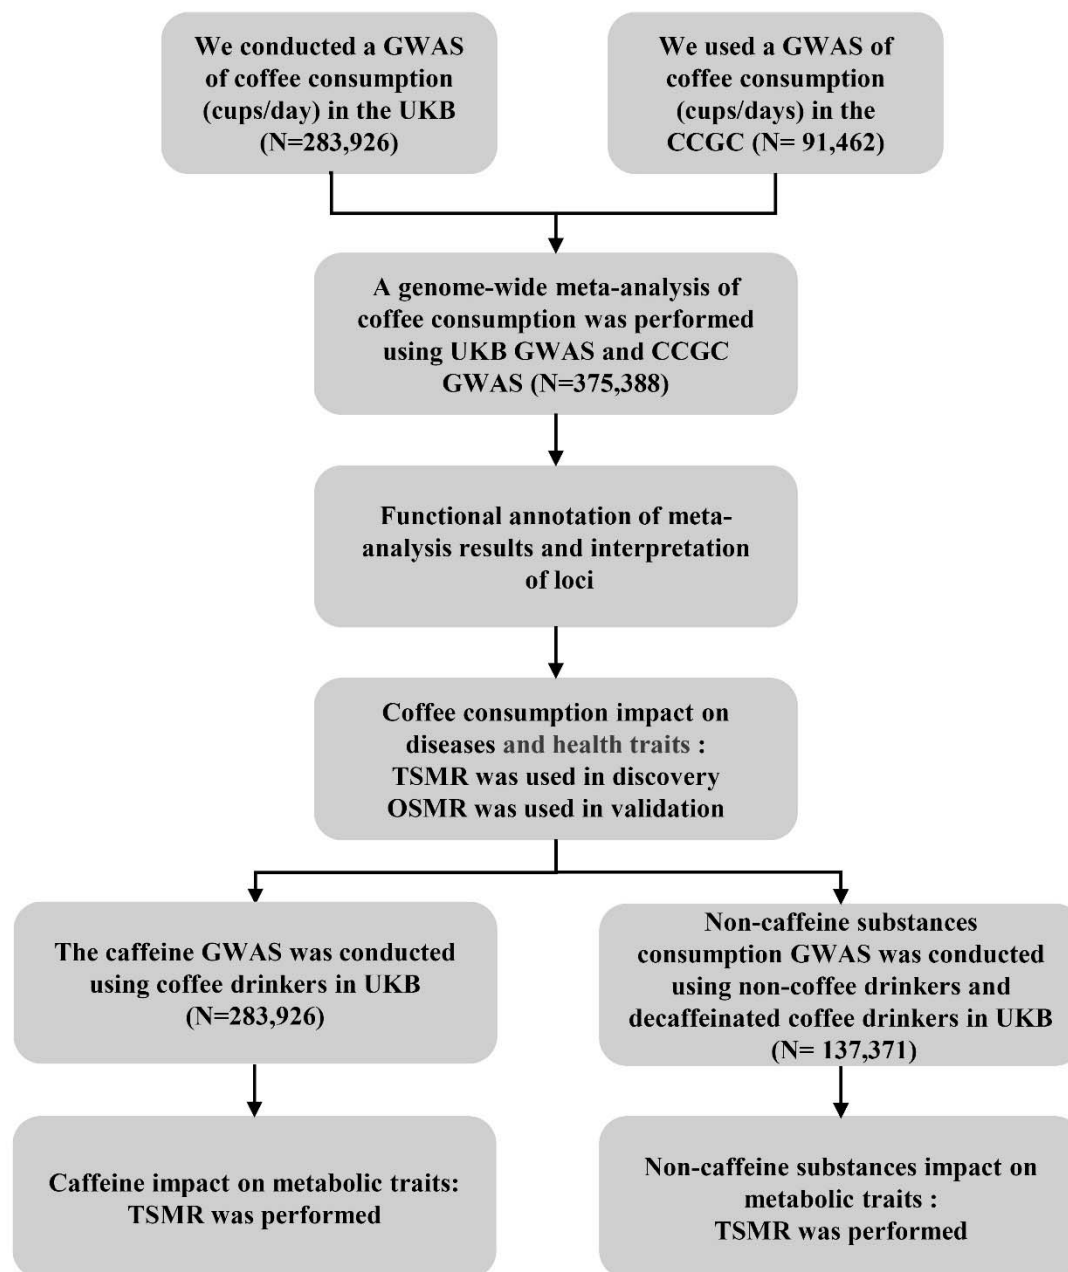 We conducted a GWAS
of coffee consumption
(cups/day) in the UKB
(N=283,926)
We used a GWAS of
coffee consumption
(cups/days) in the
CCGC (N= 91,462)
A genome-wide meta-analysis of
coffee consumption was performed
using UKB GWAS and CCGC
GWAS (N=375,388)
Functional annotation of meta-
analysis results and interpretation
of loci
Coffee consumption impact on
diseases and health traits :
TSMR was used in discovery
OSMR was used in validation
The caffeine GWAS was conducted
using coffee drinkers in UKB
(N=283,926)
Non-caffeine substances
consumption GWAS was conducted
using non-coffee drinkers and
decaffeinated coffee drinkers in UKB
(N= 137,371)
Caffeine impact on metabolic traits:
TSMR was performed
Non-caffeine substances impact on
metabolic traits :
TSMR was performed